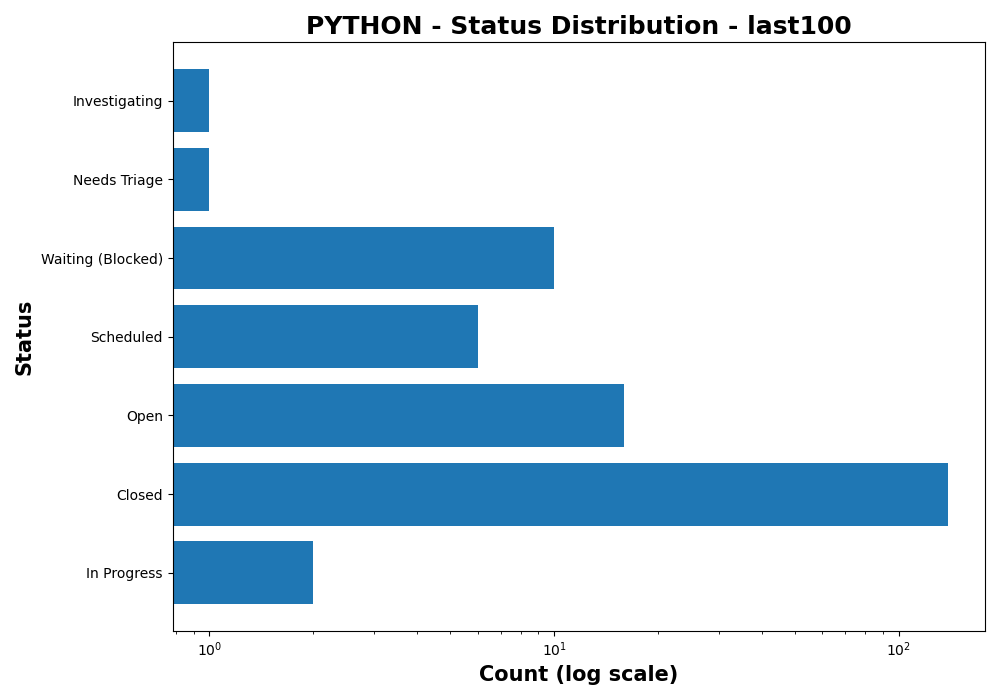 PYTHON - Status Distribution - last100
Status
Investigating
Needs Triage
Waiting (Blocked)
Scheduled
Open
Closed
In Progress
10⁰ 10¹ 10²
Count (log scale)